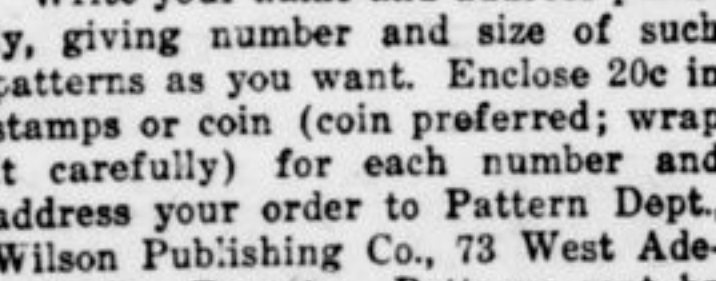 y, giving number and size of such
patterns as you want. Enclose 20c in
stamps or coin (coin preferred; wrap
it carefully) for each number and
address your order to Pattern Dept.,
Wilson Publishing Co., 73 West Ade-